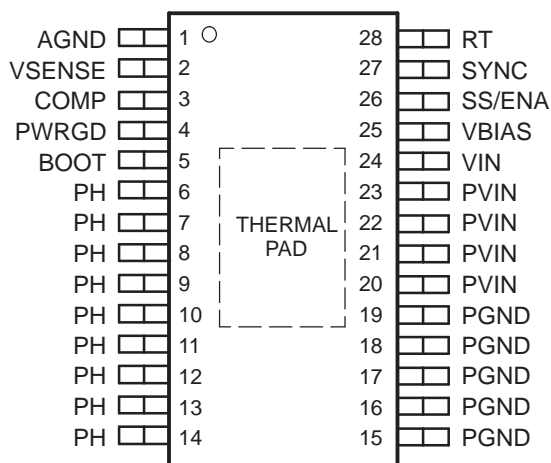 AGND 1 28 RT
VSENSE 2 27 SYNC
COMP 3 26 SS/ENA
PWRGD 4 25 VBIAS
BOOT 5 24 VIN
PH 6 23 PVIN
PH 7 22 PVIN
PH 8 21 PVIN
PH 9 20 PVIN
PH 10 19 PGND
PH 11 18 PGND
PH 12 17 PGND
PH 13 16 PGND
PH 14 15 PGND
THERMAL
PAD